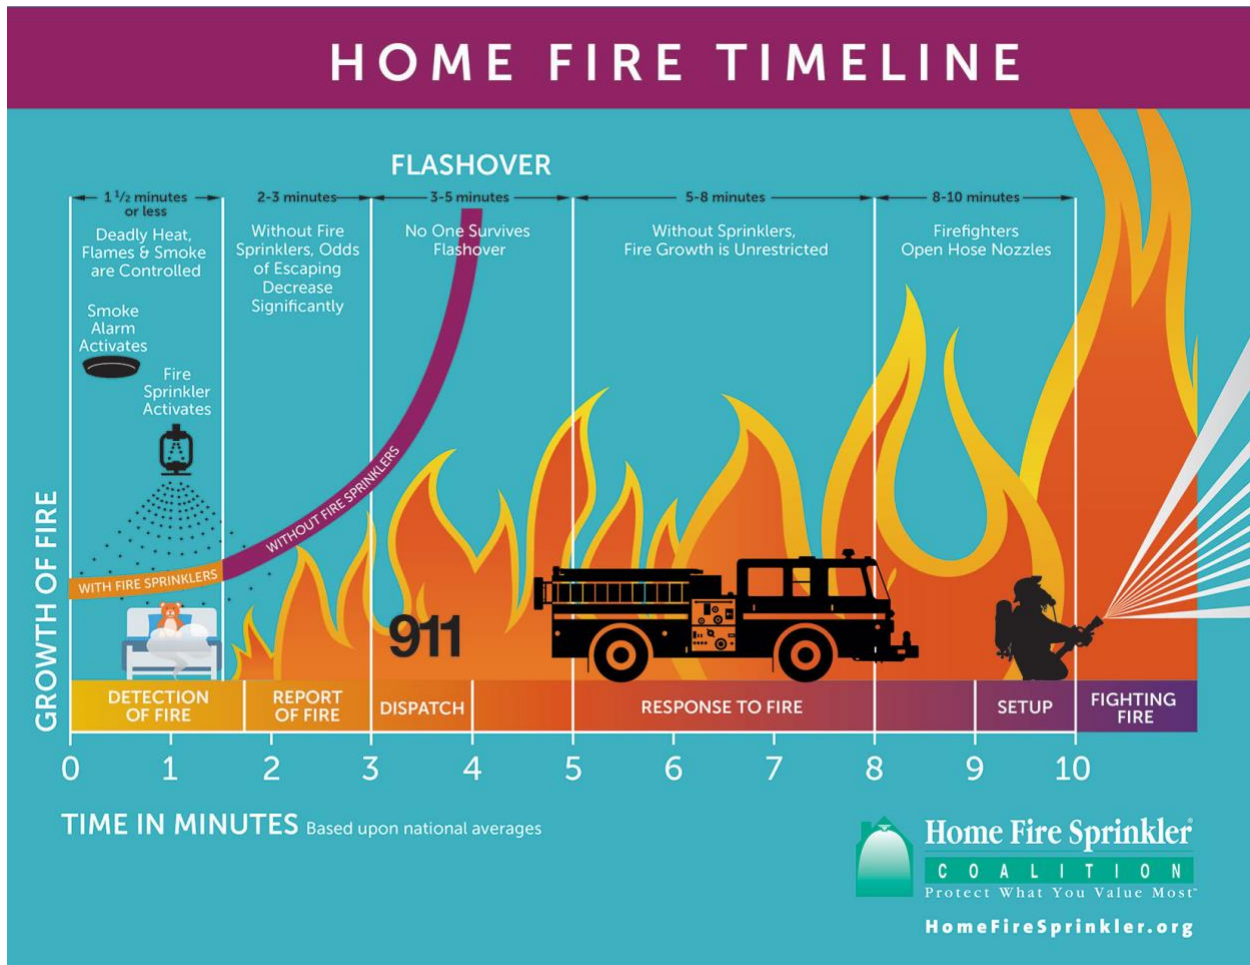 HOME FIRE TIMELINE
FLASHOVER
1 1/2 minutes
or less
2-3 minutes
3-5 minutes
5-8 minutes
8-10 minutes
Deadly Heat,
Flames & Smoke
are Controlled
Without Fire
Sprinklers, Odds
of Escaping
Decrease
Significantly
No One Survives
Flashover
Without Sprinklers,
Fire Growth is Unrestricted
Firefighters
Open Hose Nozzles
Smoke
Alarm
Activates
Fire
Sprinkler
Activates
WITH FIRE SPRINKLERS
WITHOUT FIRE SPRINKLERS
911
GROWTH OF FIRE
DETECTION
OF FIRE
REPORT
OF FIRE
DISPATCH
RESPONSE TO FIRE
SETUP
FIGHTING
FIRE
0 1 2 3 4 5 6 7 8 9 10
TIME IN MINUTES Based upon national averages
Home Fire Sprinkler®
COALITION
Protect What You Value Most™
HomeFireSprinkler.org